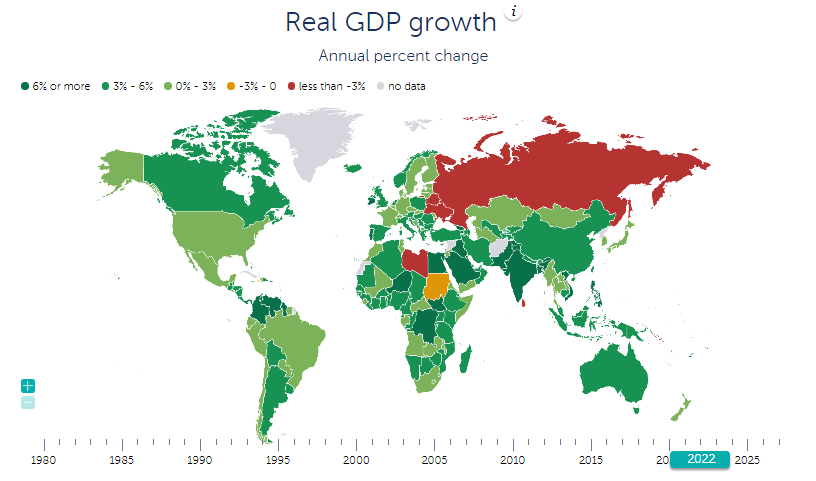 Real GDP growth i
Annual percent change
6% or more 3% - 6% 0% - 3% -3% - 0 less than -3% no data
+
−
1980 1985 1990 1995 2000 2005 2010 2015 2022 2025